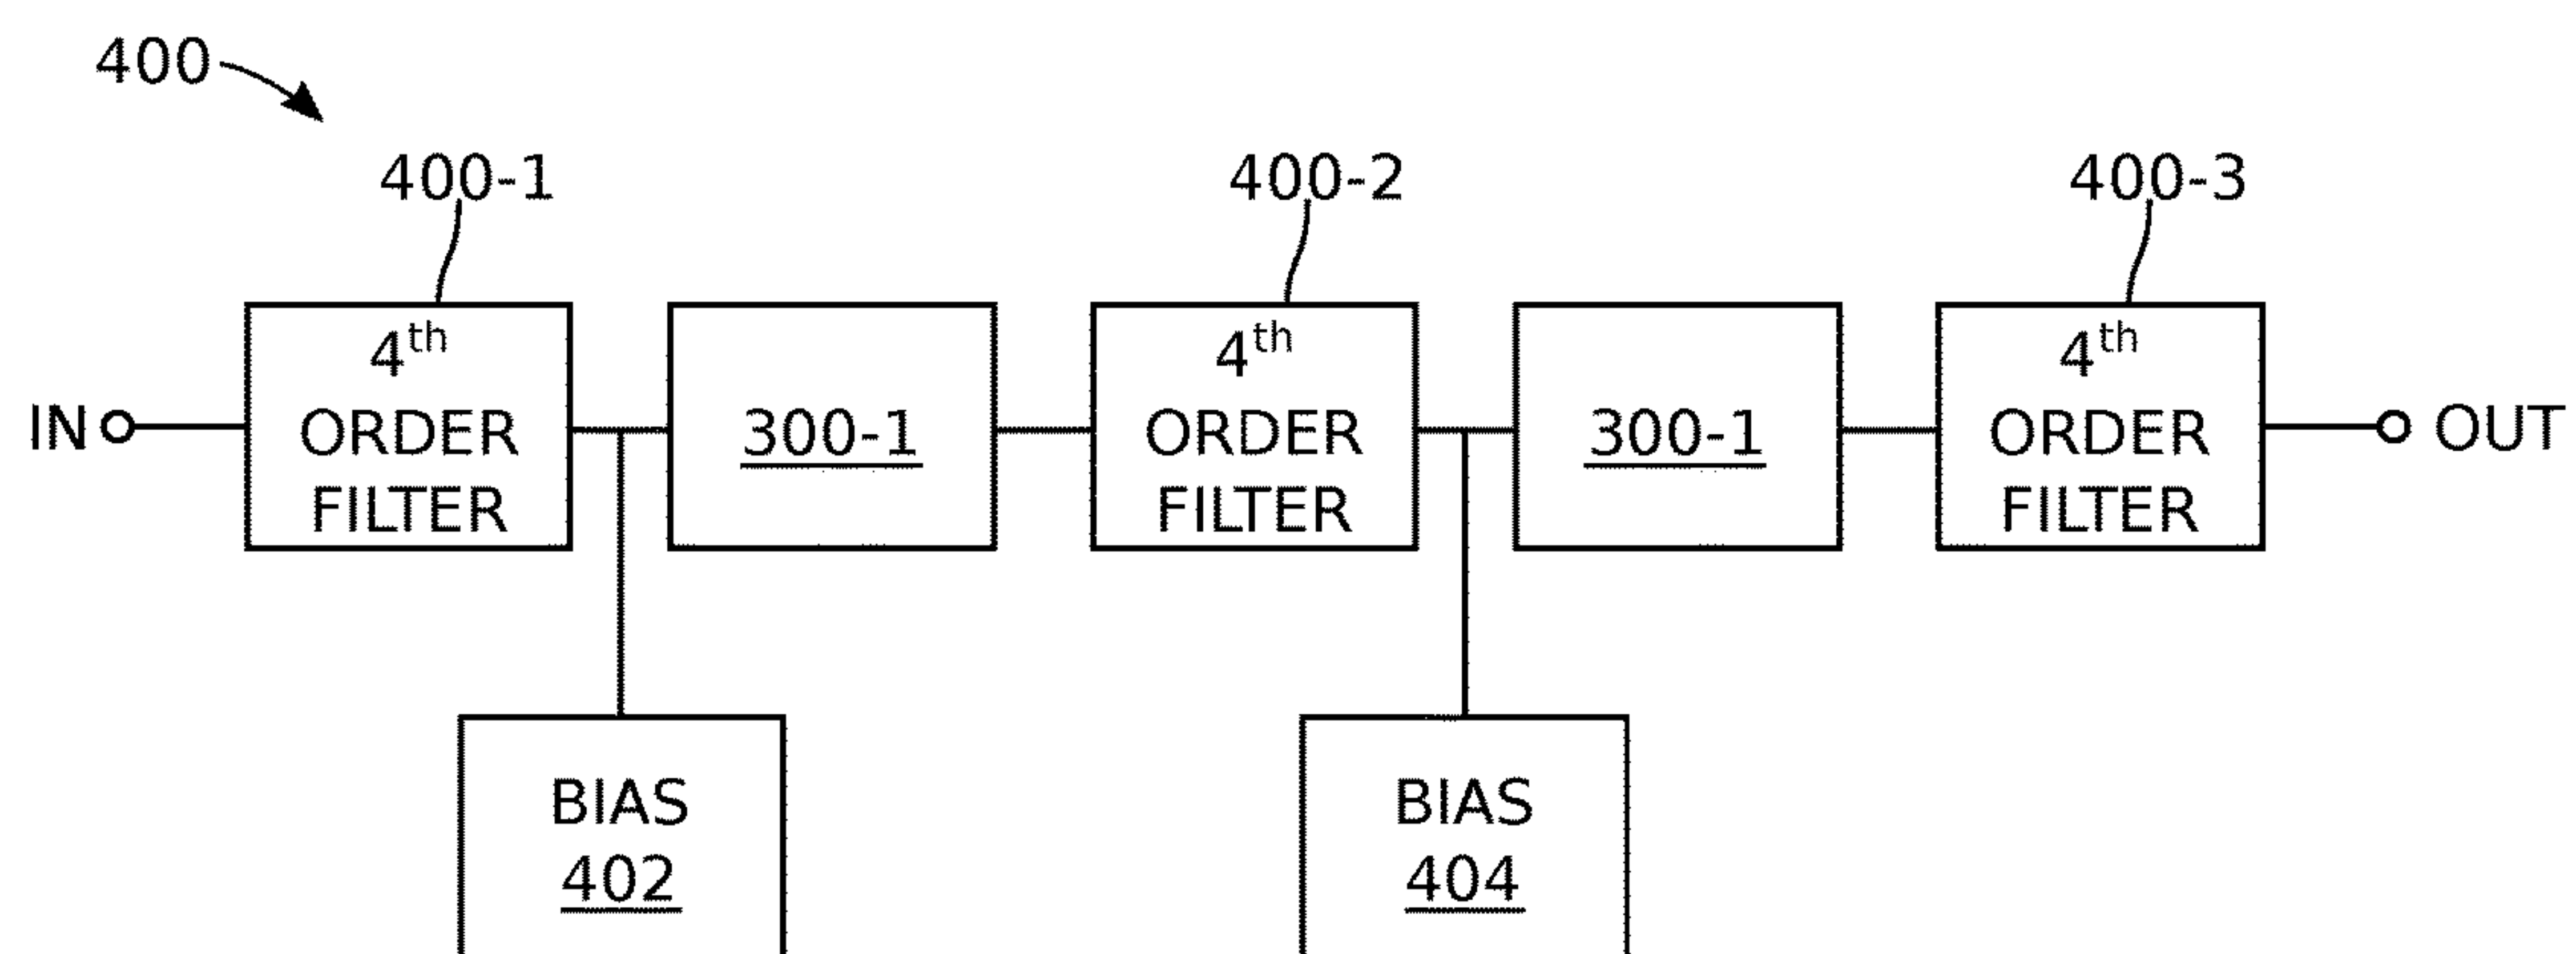 400
400-1
400-2
400-3
4th
ORDER
FILTER
300-1
4th
ORDER
FILTER
300-1
4th
ORDER
FILTER
IN
OUT
BIAS
402
BIAS
404